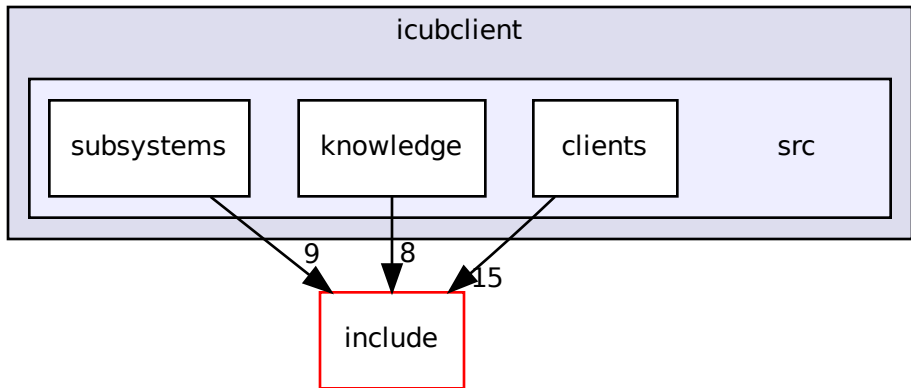 icubclient
subsystems
knowledge
clients
src
9
8
15
include